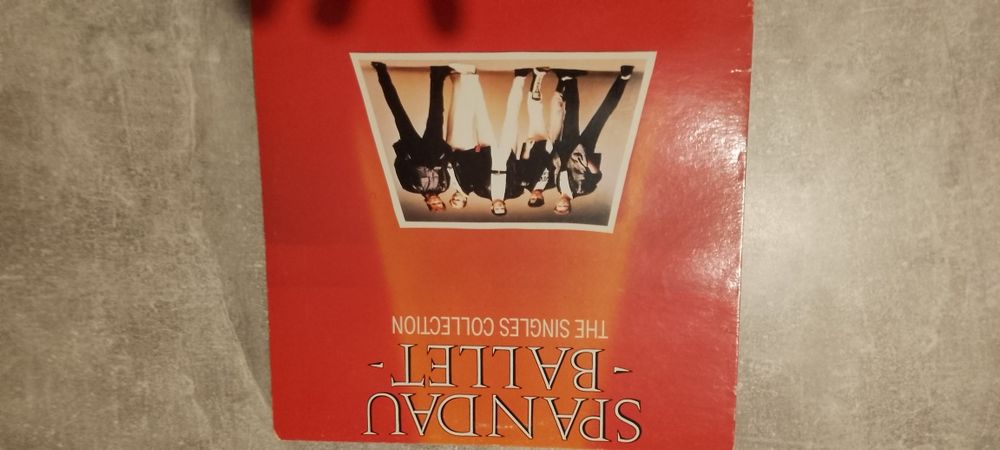 SPANDAU
- BALLET -
THE SINGLES COLLECTION